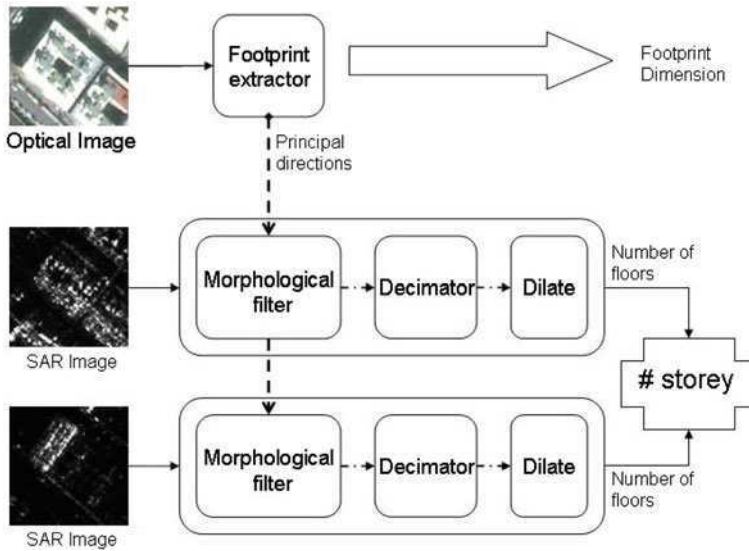 Footprint
extractor
Footprint
Dimension
Optical Image
Principal
directions
Morphological
filter
Decimator
Dilate
Number of
floors
SAR Image
# storey
Morphological
filter
Decimator
Dilate
Number of
floors
SAR Image